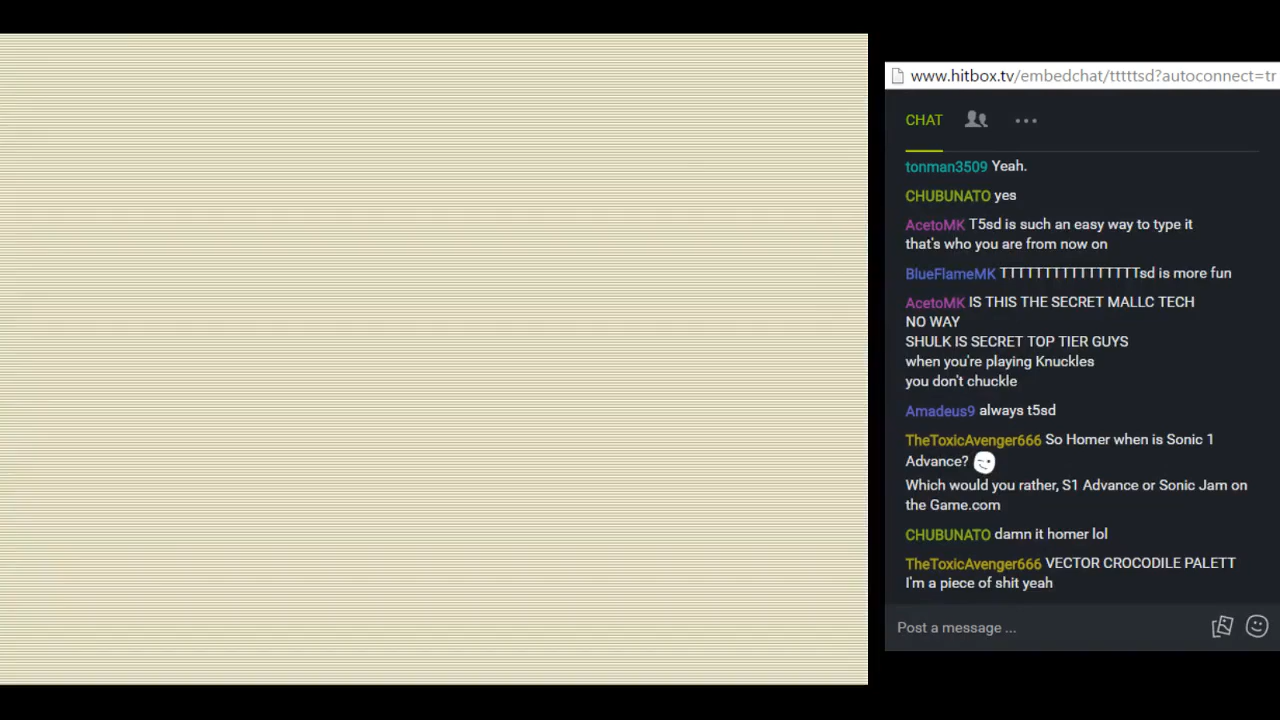 www.hitbox.tv/embedchat/tttttsd?autoconnect=tr
CHAT
tonman3509 Yeah.
CHUBUNATO yes
AcetoMK T5sd is such an easy way to type it
that's who you are from now on
BlueFlameMK TTTTTTTTTTTTTTTTsd is more fun
AcetoMK IS THIS THE SECRET MALLC TECH
NO WAY
SHULK IS SECRET TOP TIER GUYS
when you're playing Knuckles
you don't chuckle
Amadeus9 always t5sd
TheToxicAvenger666 So Homer when is Sonic 1
Advance?
Which would you rather, S1 Advance or Sonic Jam on
the Game.com
CHUBUNATO damn it homer lol
TheToxicAvenger666 VECTOR CROCODILE PALETT
I'm a piece of shit yeah
Post a message ...